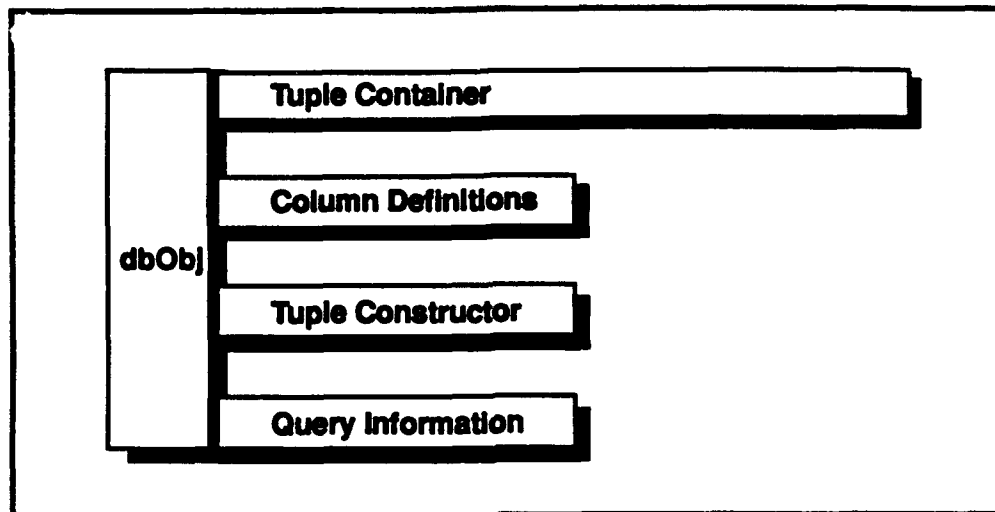 Tuple Container
Column Definitions
dbObj
Tuple Constructor
Query Information